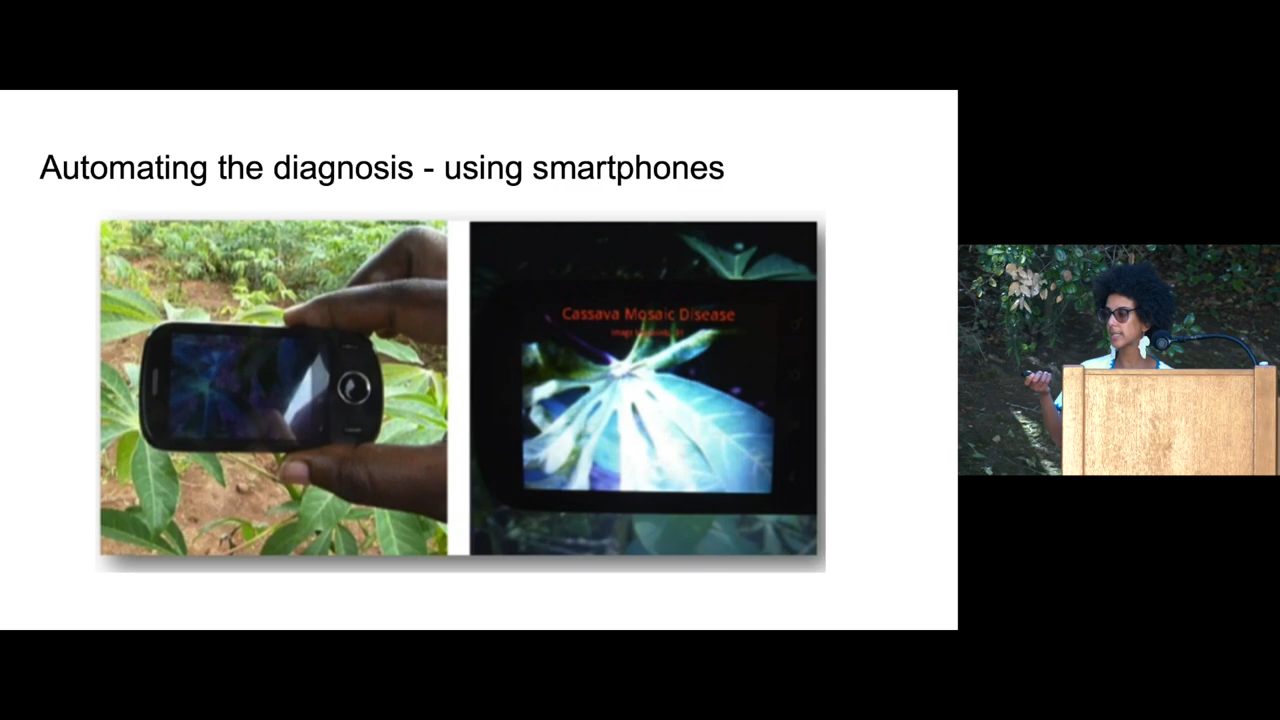 Automating the diagnosis - using smartphones
Cassava Mosaic Disease